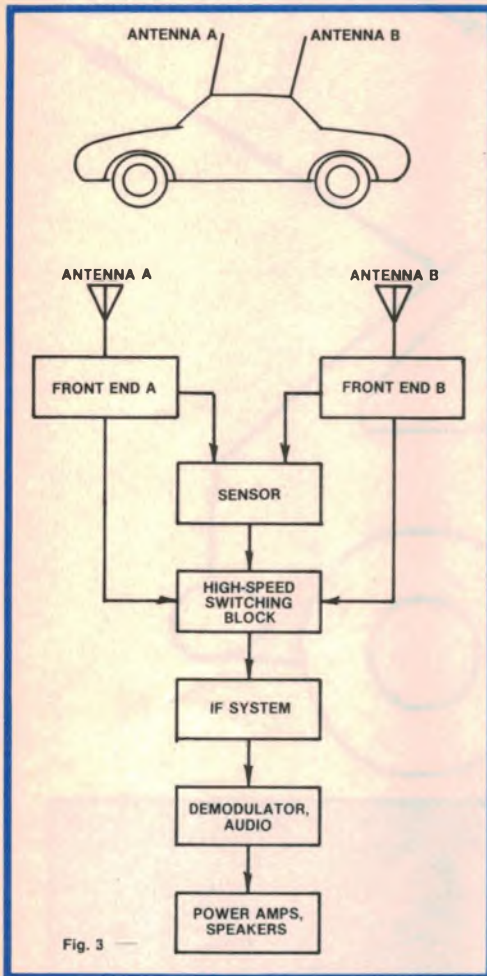 ANTENNA A
ANTENNA B
ANTENNA A
ANTENNA B
FRONT END A
FRONT END B
SENSOR
HIGH-SPEED
SWITCHING
BLOCK
IF SYSTEM
DEMODULATOR,
AUDIO
POWER AMPS,
SPEAKERS
Fig. 3